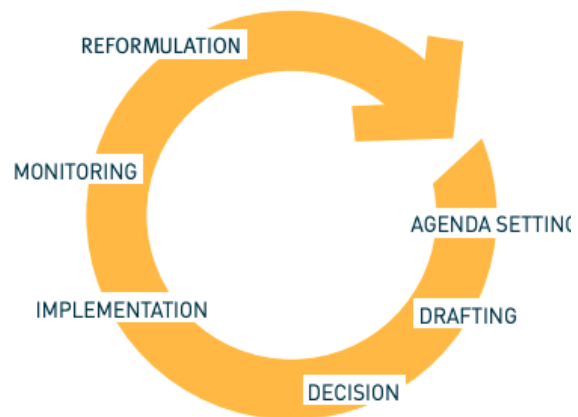 REFORMULATION
MONITORING
AGENDA SETTING
IMPLEMENTATION
DRAFTING
DECISION